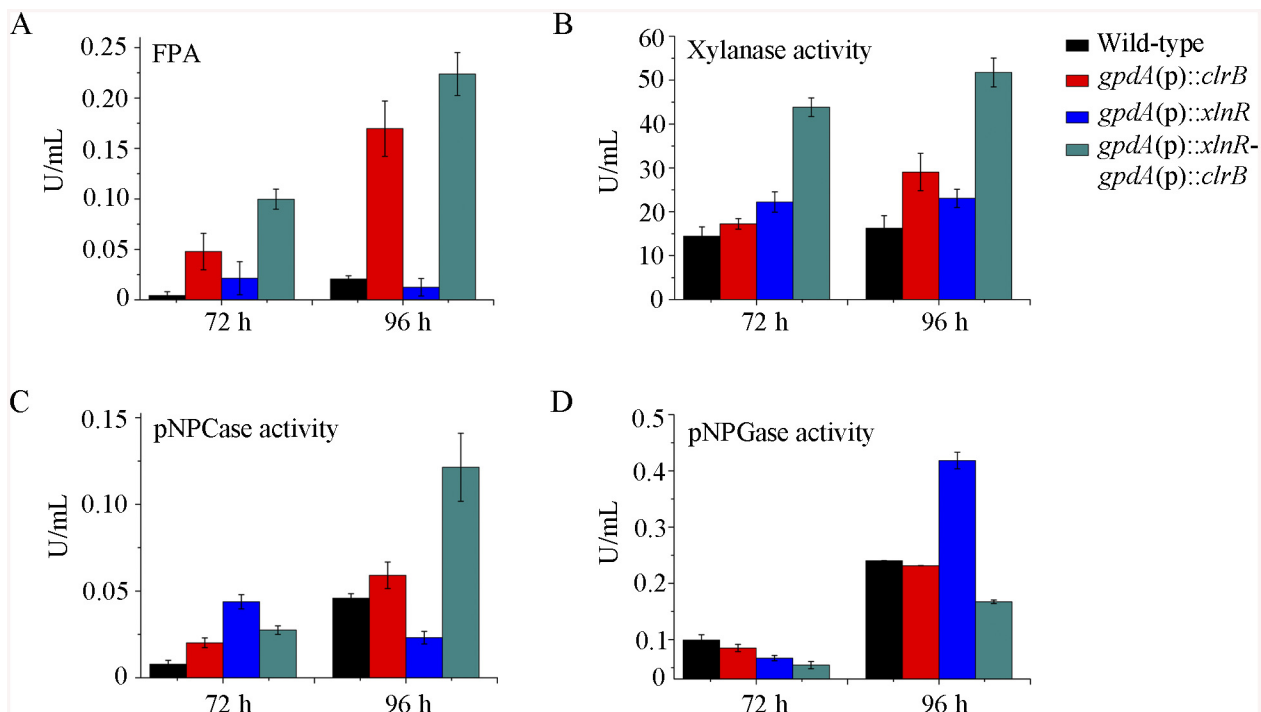 A
FPA
U/mL
0.25
0.20
0.15
0.10
0.05
0
72 h
96 h
B
Xylanase activity
U/mL
60
50
40
30
20
10
0
72 h
96 h
Wild-type
gpdA(p)::clrB
gpdA(p)::xlnR
gpdA(p)::xlnR-
gpdA(p)::clrB
C
pNPCase activity
U/mL
0.15
0.10
0.05
0
72 h
96 h
D
pNPGase activity
U/mL
0.5
0.4
0.3
0.2
0.1
0
72 h
96 h